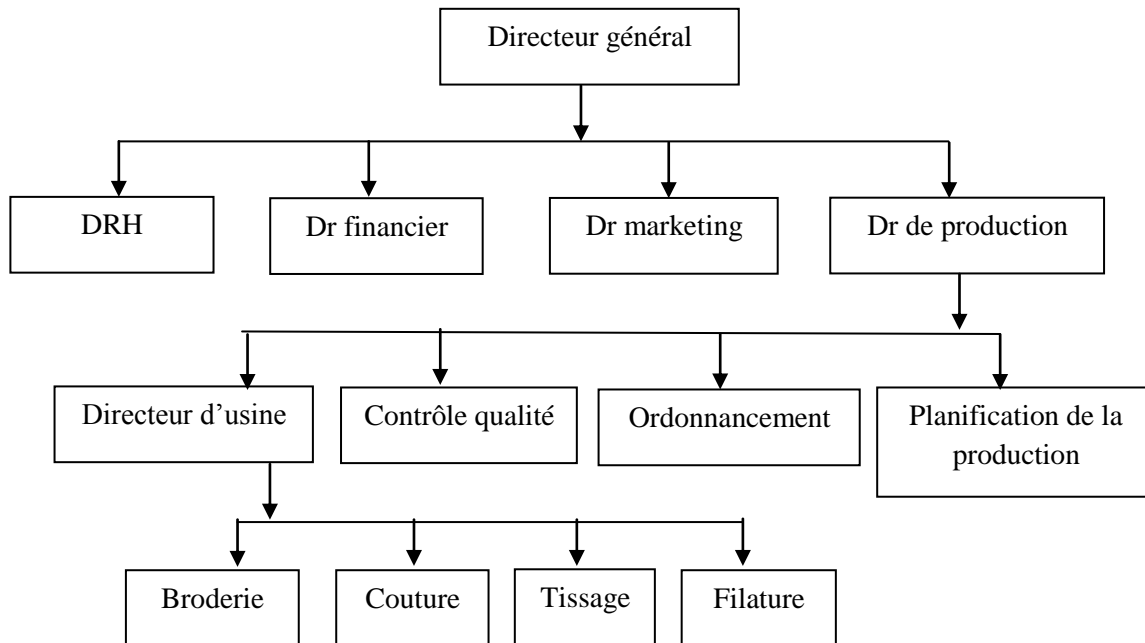 Directeur général
DRH
Dr financier
Dr marketing
Dr de production
Directeur d’usine
Contrôle qualité
Ordonnancement
Planification de la
production
Broderie
Couture
Tissage
Filature